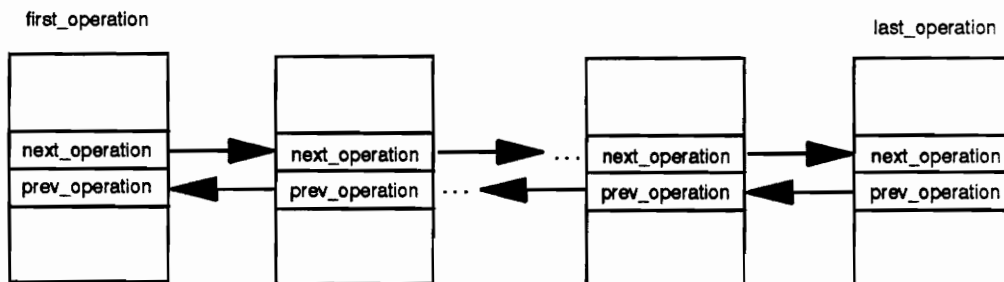 first_operation
last_operation
next_operation next_operation ... next_operation next_operation
prev_operation prev_operation ... prev_operation prev_operation